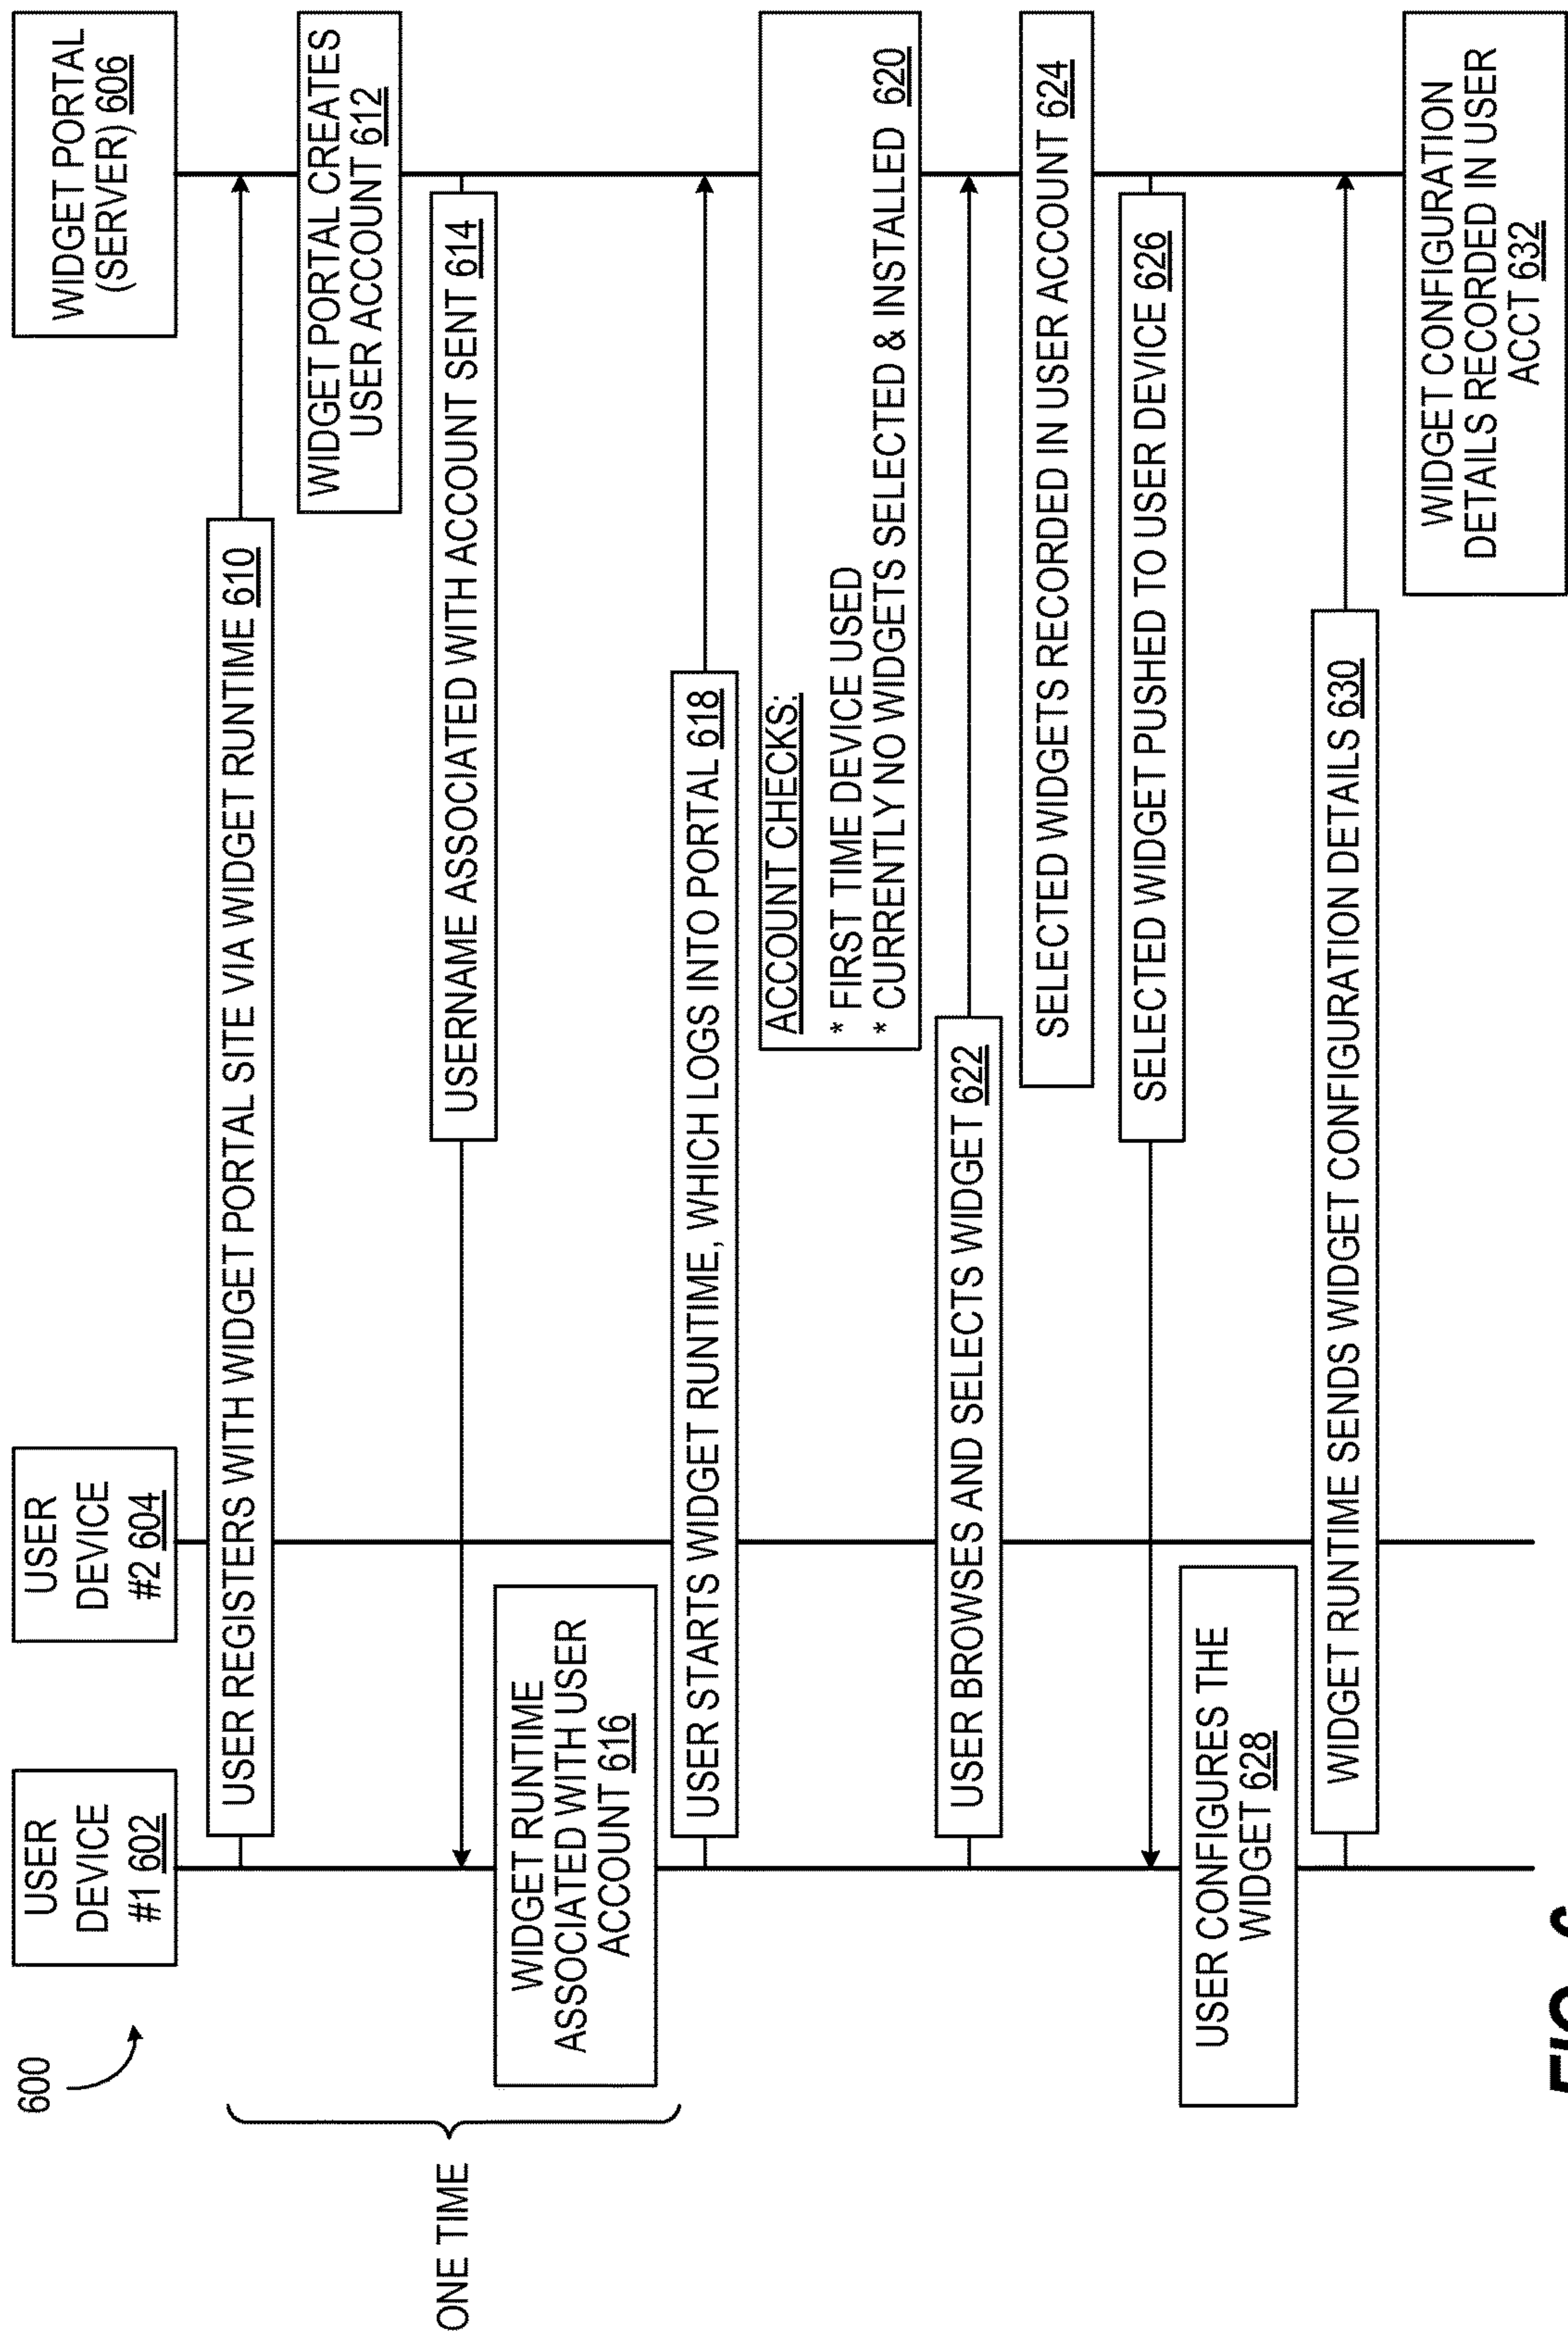 600
USER
DEVICE
#1 602
USER
DEVICE
#2 604
WIDGET PORTAL
(SERVER) 606
USER REGISTERS WITH WIDGET PORTAL SITE VIA WIDGET RUNTIME 610
WIDGET PORTAL CREATES
USER ACCOUNT 612
USERNAME ASSOCIATED WITH ACCOUNT SENT 614
ONE TIME
WIDGET RUNTIME
ASSOCIATED WITH USER
ACCOUNT 616
USER STARTS WIDGET RUNTIME, WHICH LOGS INTO PORTAL 618
ACCOUNT CHECKS:
* FIRST TIME DEVICE USED
* CURRENTLY NO WIDGETS SELECTED & INSTALLED 620
USER BROWSES AND SELECTS WIDGET 622
SELECTED WIDGETS RECORDED IN USER ACCOUNT 624
SELECTED WIDGET PUSHED TO USER DEVICE 626
USER CONFIGURES THE
WIDGET 628
WIDGET RUNTIME SENDS WIDGET CONFIGURATION DETAILS 630
WIDGET CONFIGURATION
DETAILS RECORDED IN USER
ACCT 632